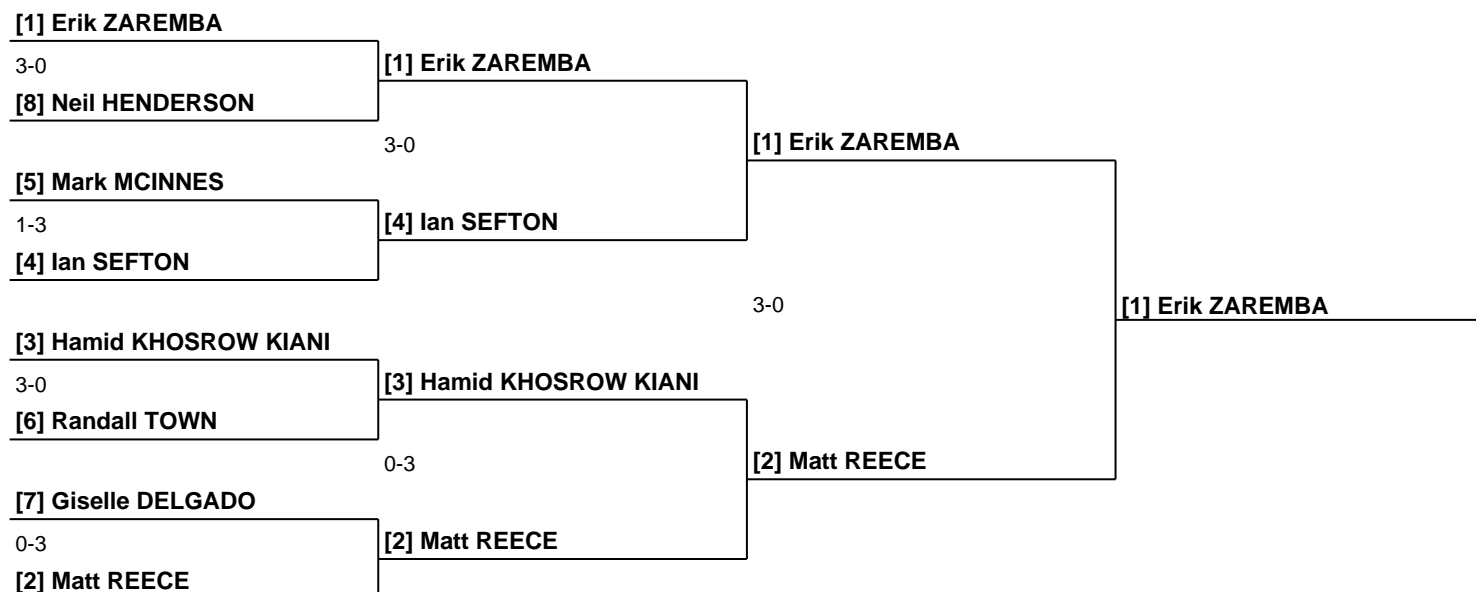 [1] Erik ZAREMBA
3-0
[8] Neil HENDERSON
[5] Mark MCINNES
1-3
[4] Ian SEFTON
[3] Hamid KHOSROW KIANI
3-0
[6] Randall TOWN
[7] Giselle DELGADO
0-3
[2] Matt REECE
[1] Erik ZAREMBA
3-0
[4] Ian SEFTON
[3] Hamid KHOSROW KIANI
0-3
[2] Matt REECE
[1] Erik ZAREMBA
3-0
[2] Matt REECE
[1] Erik ZAREMBA